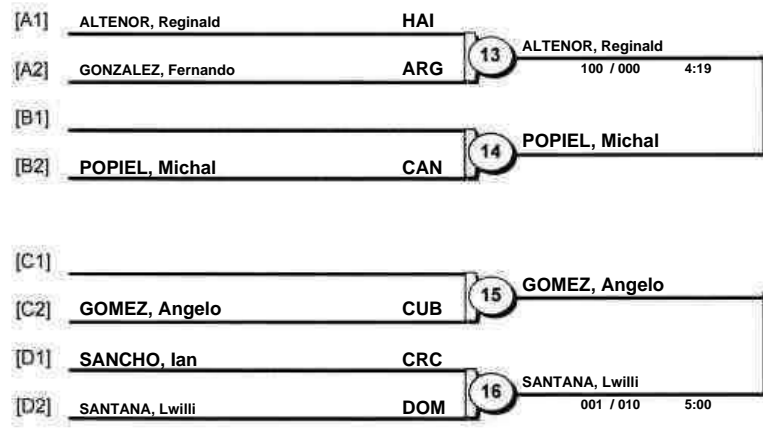 [A1] ALTENOR, Reginald HAI
13 ALTENOR, Reginald
[A2] GONZALEZ, Fernando ARG
100 / 000 4:19
[B1]
14 POPIEL, Michal
[B2] POPIEL, Michal CAN
[C1]
15 GOMEZ, Angelo
[C2] GOMEZ, Angelo CUB
[D1] SANCHO, Ian CRC
16 SANTANA, Lwilli
[D2] SANTANA, Lwilli DOM
001 / 010 5:00